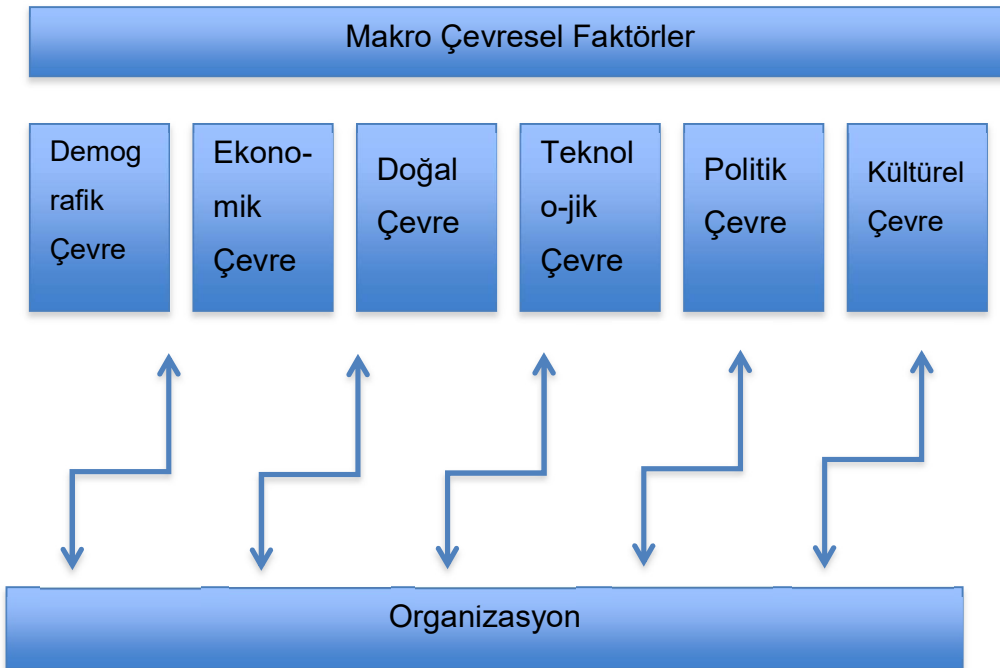 Makro Çevresel Faktörler
Demog
rafik
Çevre
Ekono-
mik
Çevre
Doğal
Çevre
Teknol
o-jik
Çevre
Politik
Çevre
Kültürel
Çevre
Organizasyon